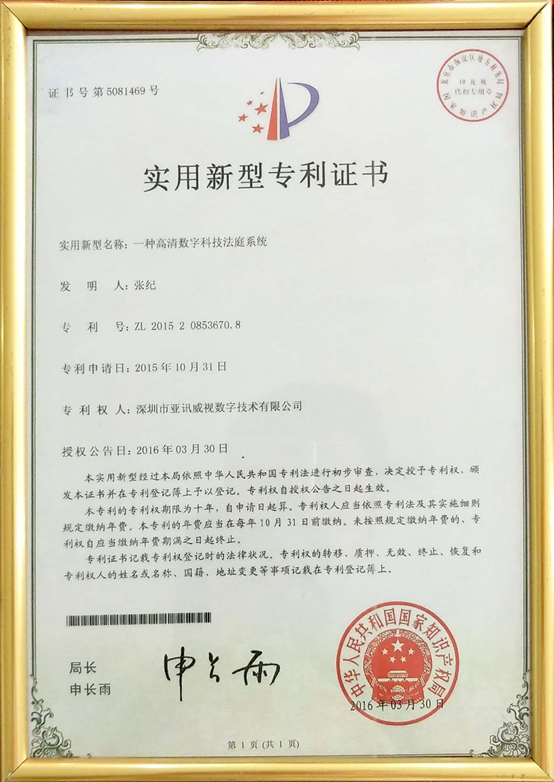 证书号第5081469号
印花税
代扣专用章
实用新型专利证书
实用新型名称：一种高清数字科技法庭系统
发明人：张纪
专利号：ZL 2015 2 0853670.8
专利申请日：2015年10月31日
专利权人：深圳市亚讯威视数字技术有限公司
授权公告日：2016年03月30日
本实用新型经过本局依照中华人民共和国专利法进行初步审查，决定授予专利权，颁
发本证书并在专利登记簿上予以登记。专利权自授权公告之日起生效。
本专利的专利权期限为十年，自申请日起算。专利权人应当依照专利法及其实施细则
规定缴纳年费。本专利的年费应当在每年10月31日前缴纳。未按照规定缴纳年费的，专
利权自应当缴纳年费期满之日起终止。
专利证书记载专利权登记时的法律状况。专利权的转移、质押、无效、终止、恢复和
专利权人的姓名或名称、国籍、地址变更等事项记载在专利登记簿上。
局长
申长雨
申长雨
中华人民共和国国家知识产权局
2016年03月30日
第1页（共1页）